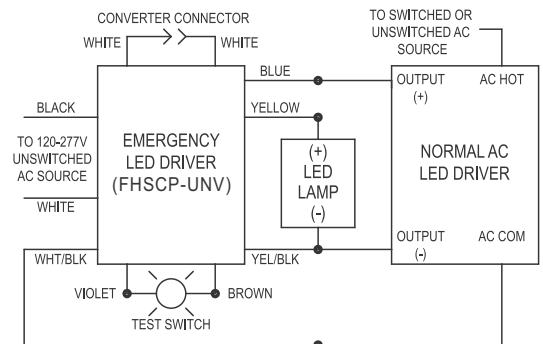 CONVERTER CONNECTOR
WHITE
WHITE
TO SWITCHED OR
UNSWITCHED AC
SOURCE
BLUE
OUTPUT
(+)
AC HOT
BLACK
YELLOW
TO 120-277V
UNSWITCHED
AC SOURCE
EMERGENCY
LED DRIVER
(FHSCP-UNV)
(+)
LED
LAMP
(-)
NORMAL AC
LED DRIVER
WHITE
OUTPUT
(-)
AC COM
WHT/BLK
YEL/BLK
VIOLET
BROWN
TEST SWITCH